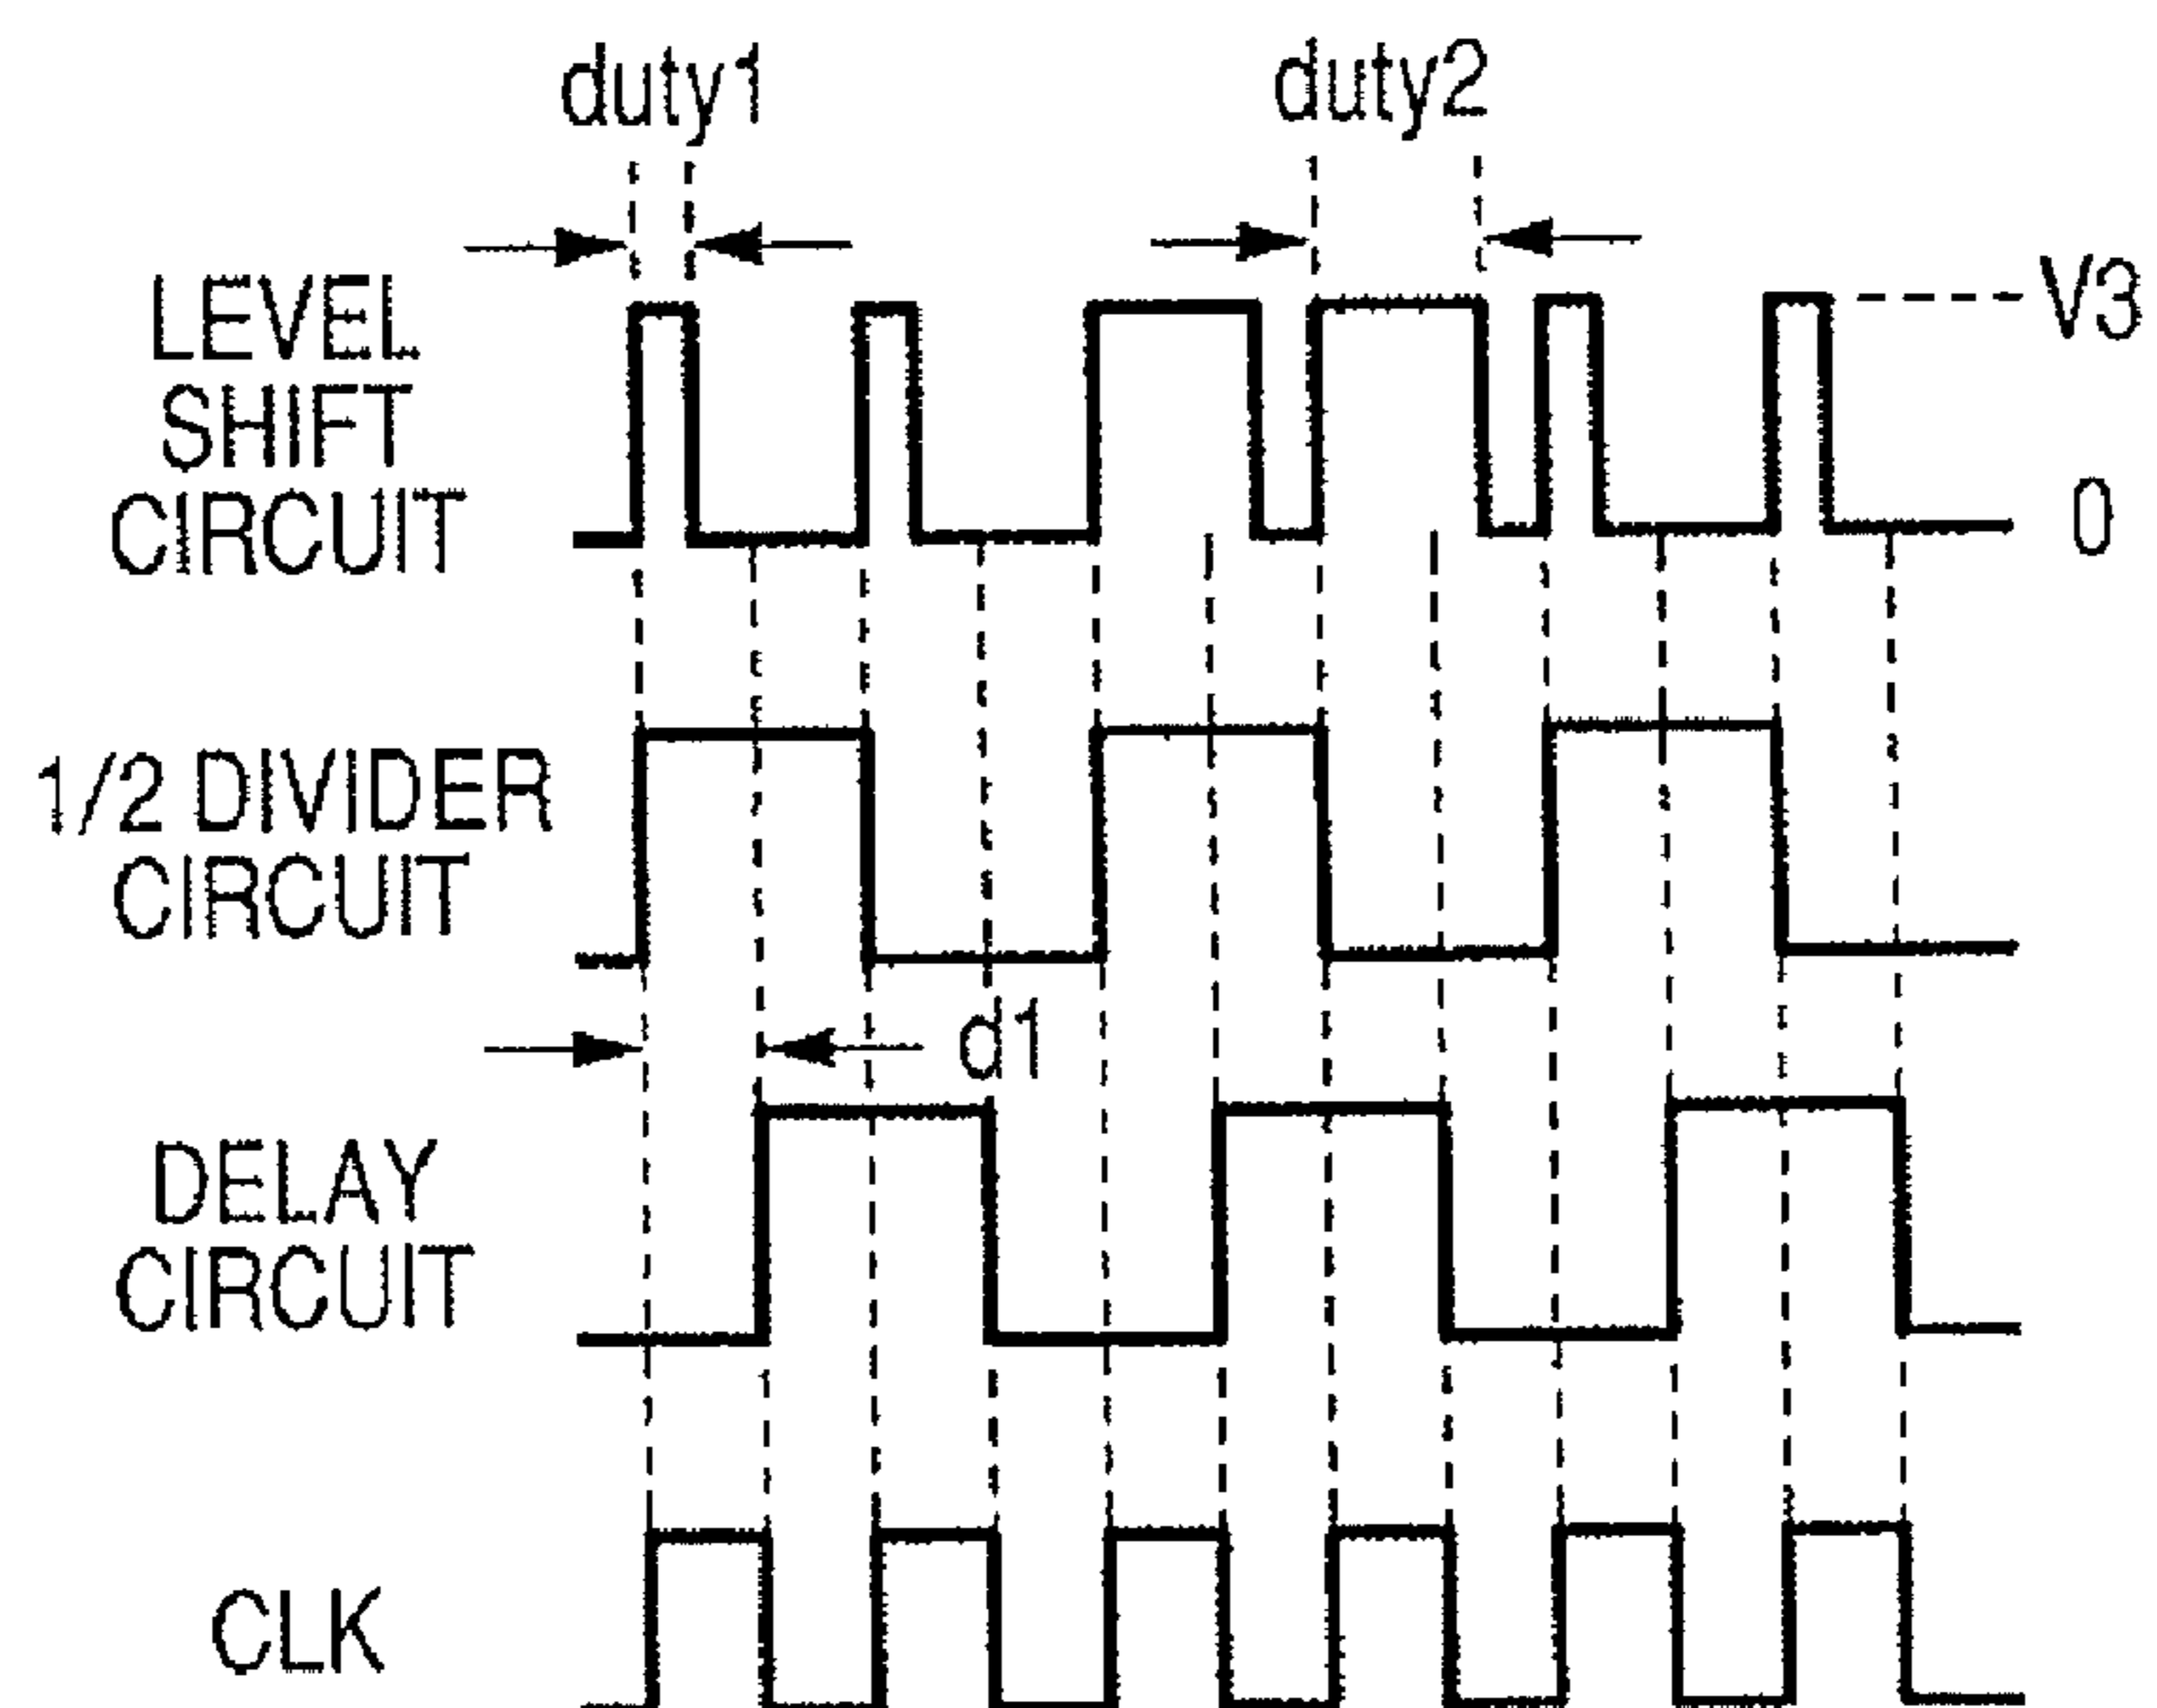 duty1
duty2
LEVEL
SHIFT
CIRCUIT
V3
0
1/2 DIVIDER
CIRCUIT
d1
DELAY
CIRCUIT
CLK